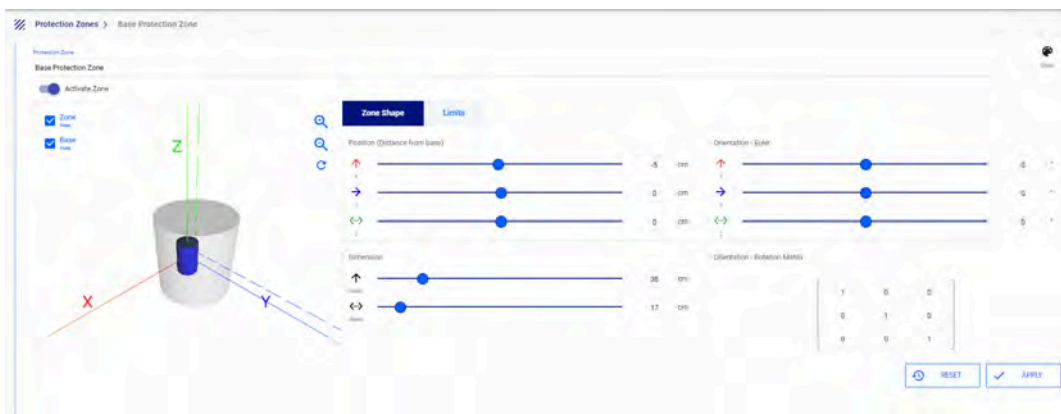 Protection Zones > Base Protection Zone
Protection Zone
Base Protection Zone
Activate Zone
Zone
Base
Z
X
Y
Zone Shape Limits
Position (Distance from base)
-5 cm
0 cm
0 cm
Orientation - Euler
0 °
0 °
0 °
Dimension
36 cm
17 cm
Orientation - Rotation Matrix
1 0 0
0 1 0
0 0 1
RESET APPLY